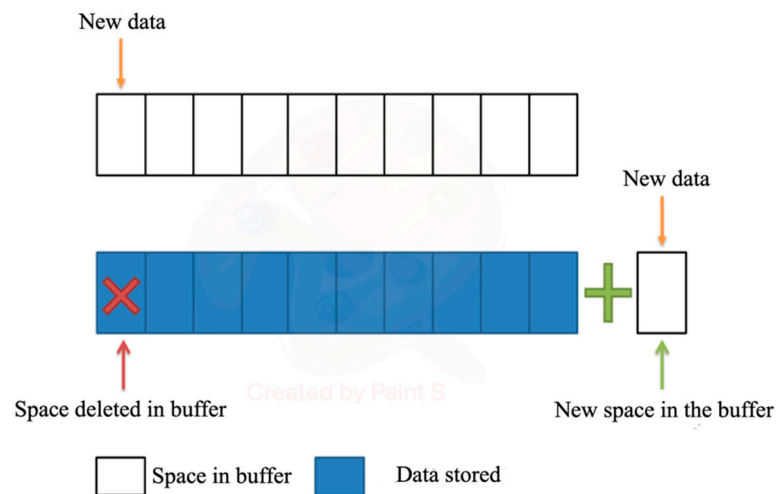 New data
New data
Created by Paint S
Space deleted in buffer
New space in the buffer
Space in buffer
Data stored